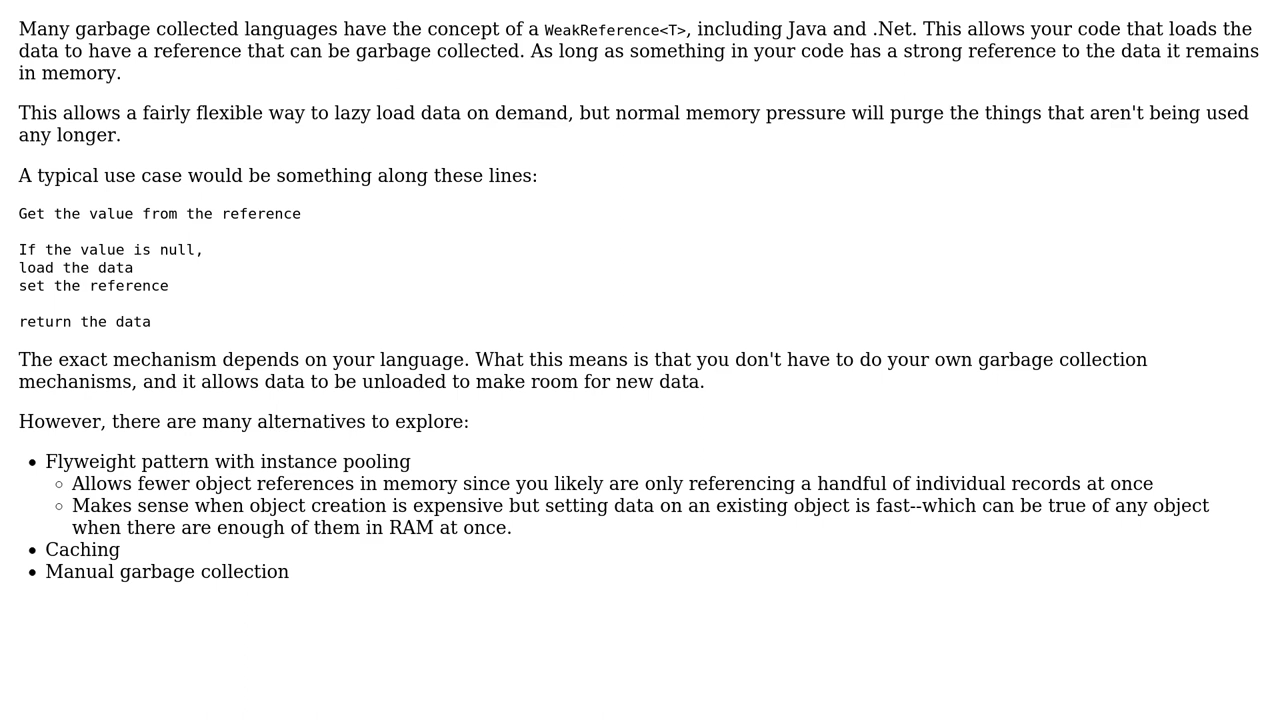 Many garbage collected languages have the concept of a WeakReference<T>, including Java and .Net. This allows your code that loads the
data to have a reference that can be garbage collected. As long as something in your code has a strong reference to the data it remains
in memory.
This allows a fairly flexible way to lazy load data on demand, but normal memory pressure will purge the things that aren't being used
any longer.
A typical use case would be something along these lines:
Get the value from the reference
If the value is null,
load the data
set the reference
return the data
The exact mechanism depends on your language. What this means is that you don't have to do your own garbage collection
mechanisms, and it allows data to be unloaded to make room for new data.
However, there are many alternatives to explore:
• Flyweight pattern with instance pooling
◦ Allows fewer object references in memory since you likely are only referencing a handful of individual records at once
◦ Makes sense when object creation is expensive but setting data on an existing object is fast--which can be true of any object
when there are enough of them in RAM at once.
• Caching
• Manual garbage collection